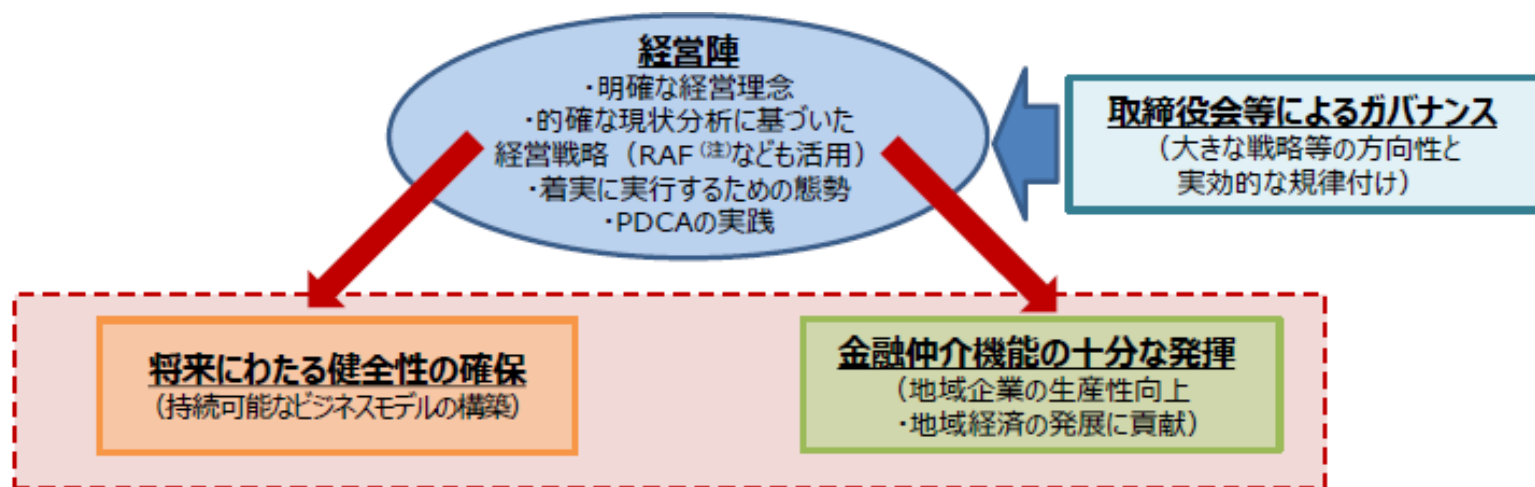 経営陣
・明確な経営理念
・的確な現状分析に基づいた
経営戦略（RAF（注）なども活用）
・着実に実行するための態勢
・PDCAの実践
取締役会等によるガバナンス
（大きな戦略等の方向性と
実効的な規律付け）
将来にわたる健全性の確保
（持続可能なビジネスモデルの構築）
金融仲介機能の十分な発揮
（地域企業の生産性向上
・地域経済の発展に貢献）